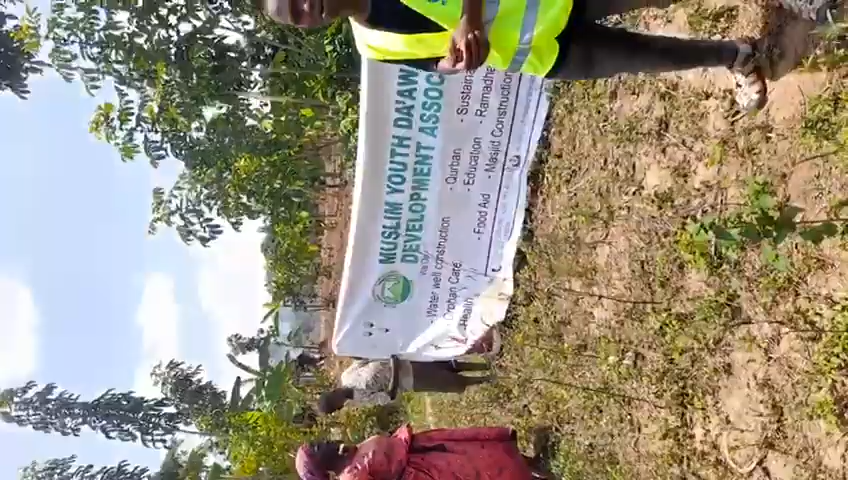 MUSLIM YOUTH DA'AW
DEVELOPMENT ASSOC
- Water well construction - Qurban - Sustaina
- Orphan Care - Education - Ramadha
- Health - Food Aid - Masjid Construction